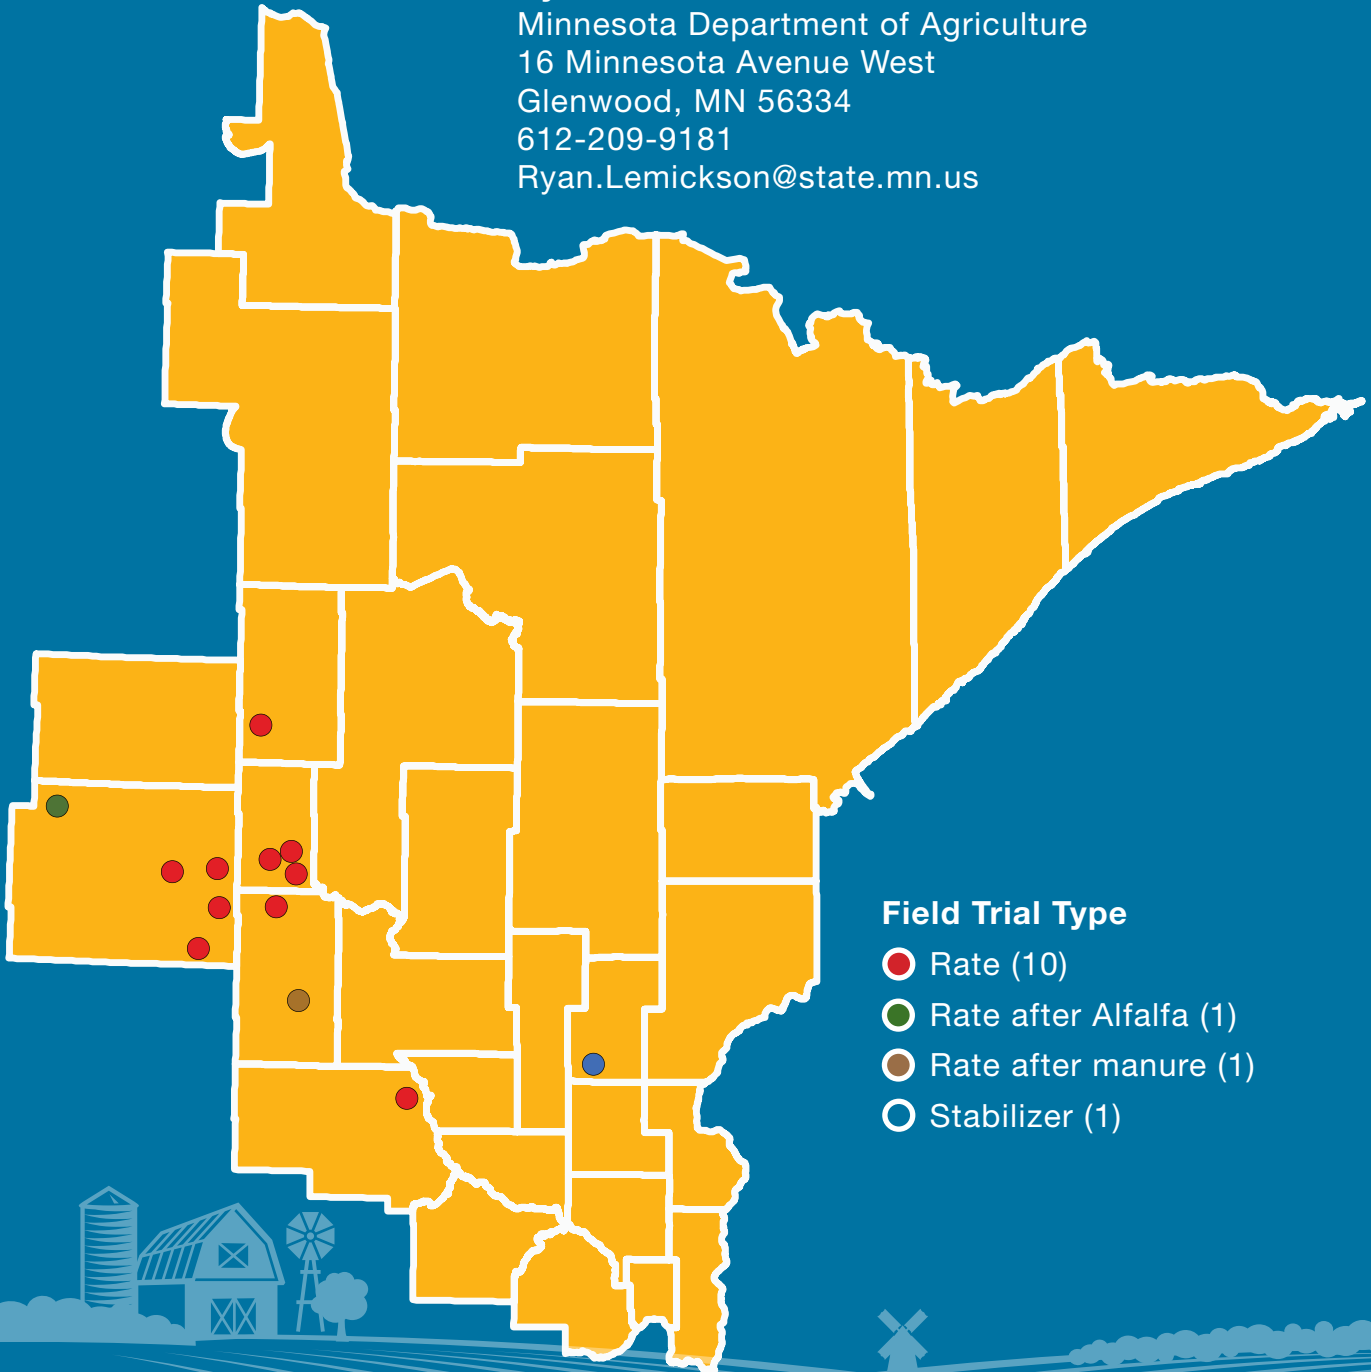 Minnesota Department of Agriculture
16 Minnesota Avenue West
Glenwood, MN 56334
612-209-9181
Ryan.Lemickson@state.mn.us
Field Trial Type
Rate (10)
Rate after Alfalfa (1)
Rate after manure (1)
Stabilizer (1)